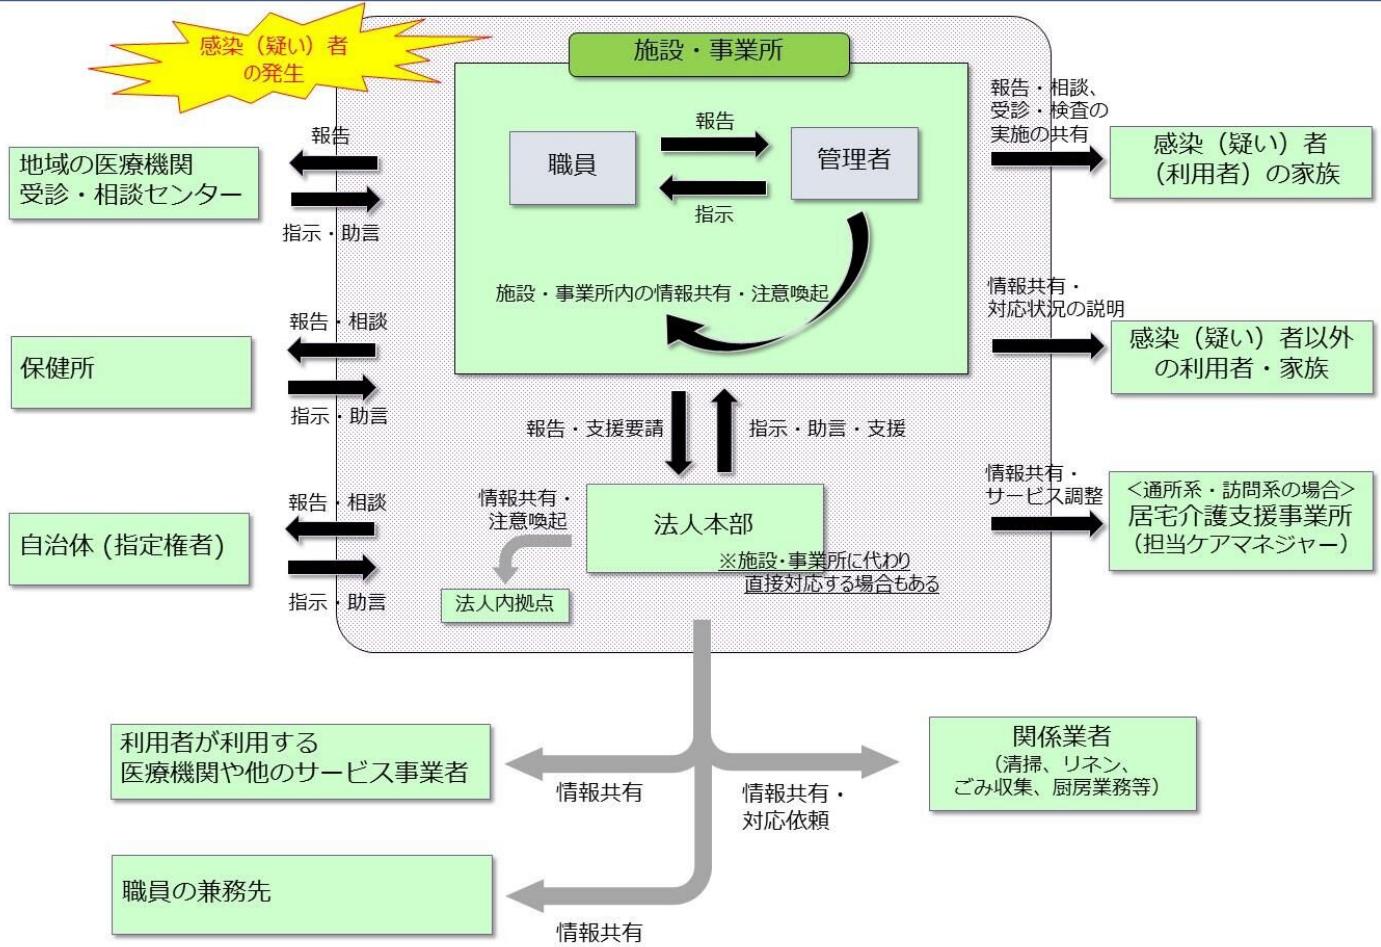 感染（疑い）者
の発生
施設・事業所
職員
報告
指示
管理者
施設・事業所内の情報共有・注意喚起
地域の医療機関
受診・相談センター
報告
指示・助言
保健所
報告・相談
指示・助言
自治体 (指定権者)
報告・相談
指示・助言
報告・相談、
受診・検査の
実施の共有
感染（疑い）者
（利用者）の家族
情報共有・
対応状況の説明
感染（疑い）者以外
の利用者・家族
情報共有・
サービス調整
＜通所系・訪問系の場合＞
居宅介護支援事業所
（担当ケアマネジャー）
報告・支援要請
指示・助言・支援
法人本部
※施設・事業所に代わり
直接対応する場合もある
情報共有・
注意喚起
法人内拠点
利用者が利用する
医療機関や他のサービス事業者
情報共有
情報共有・
対応依頼
関係業者
（清掃、リネン、
ごみ収集、厨房業務等）
職員の兼務先
情報共有